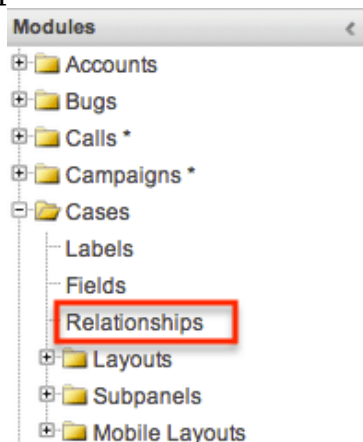 Modules
Accounts
Bugs
Calls *
Campaigns *
Cases
Labels
Fields
Relationships
Layouts
Subpanels
Mobile Layouts